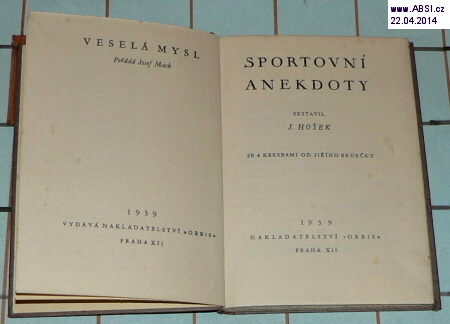 www.ABSI.cz
22.04.2014
VESELÁ MYSL
Pořádá Josef Mach
1939
VYDÁVÁ NAKLADATELSTVÍ »ORBIS«
PRAHA XII
SPORTOVNÍ
ANEKDOTY
SESTAVIL
J. HOŠEK
SE 4 KRESBAMI OD JIŘÍHO BRDEČKY
1939
NAKLADATELSTVÍ »ORBIS«
PRAHA XII